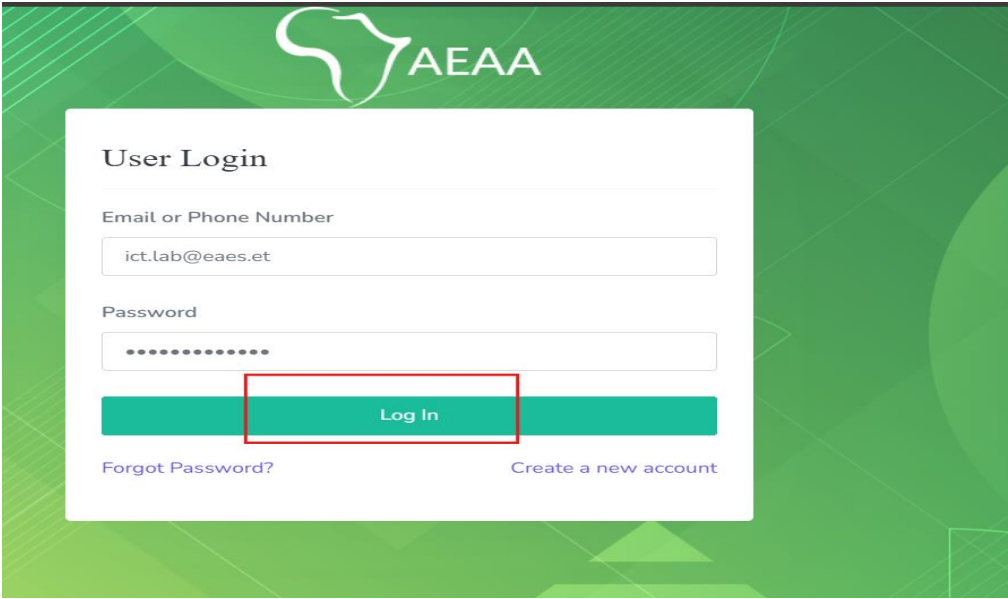 AEAA
User Login
Email or Phone Number
ict.lab@eaes.et
Password
•••••••••••••
Log In
Forgot Password? Create a new account